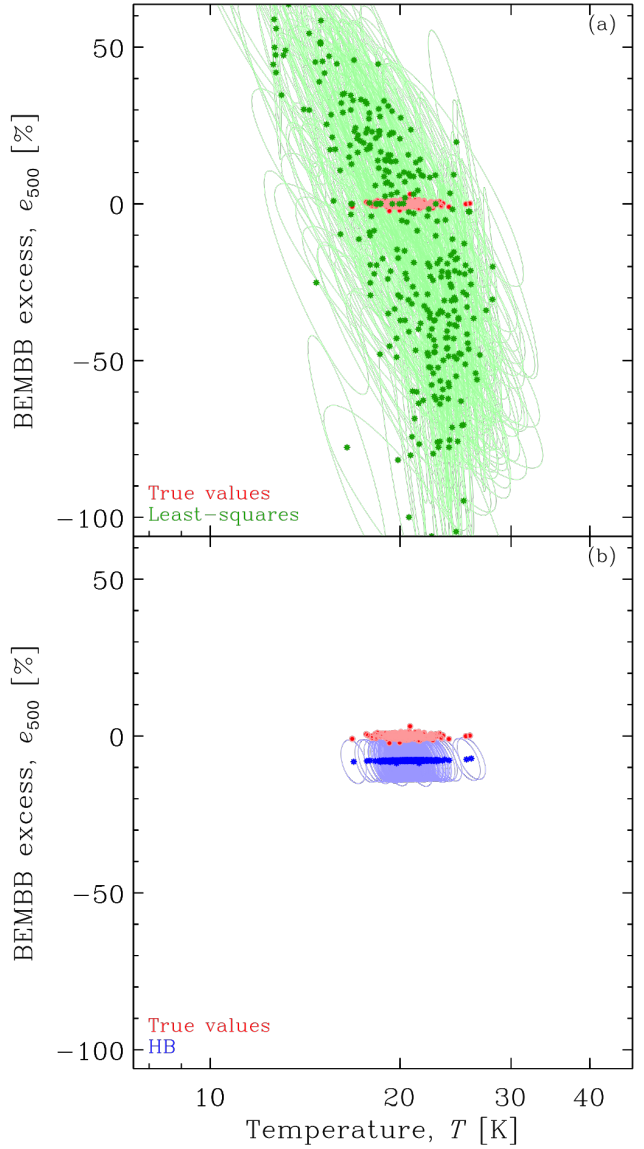 (a)
50
0
−50
−100
BEMBB excess, e500 [%]
True values
Least−squares
(b)
50
0
−50
−100
BEMBB excess, e500 [%]
True values
HB
10 20 30 40
Temperature, T [K]